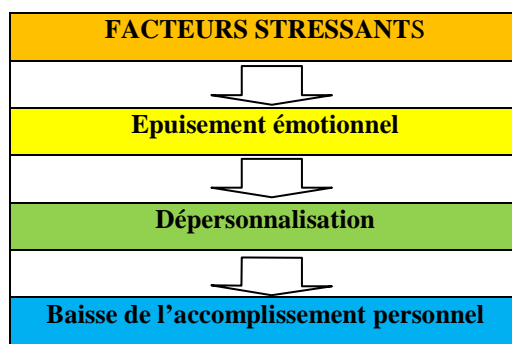 FACTEURS STRESSANTS
Epuisement émotionnel
Dépersonnalisation
Baisse de l'accomplissement personnel